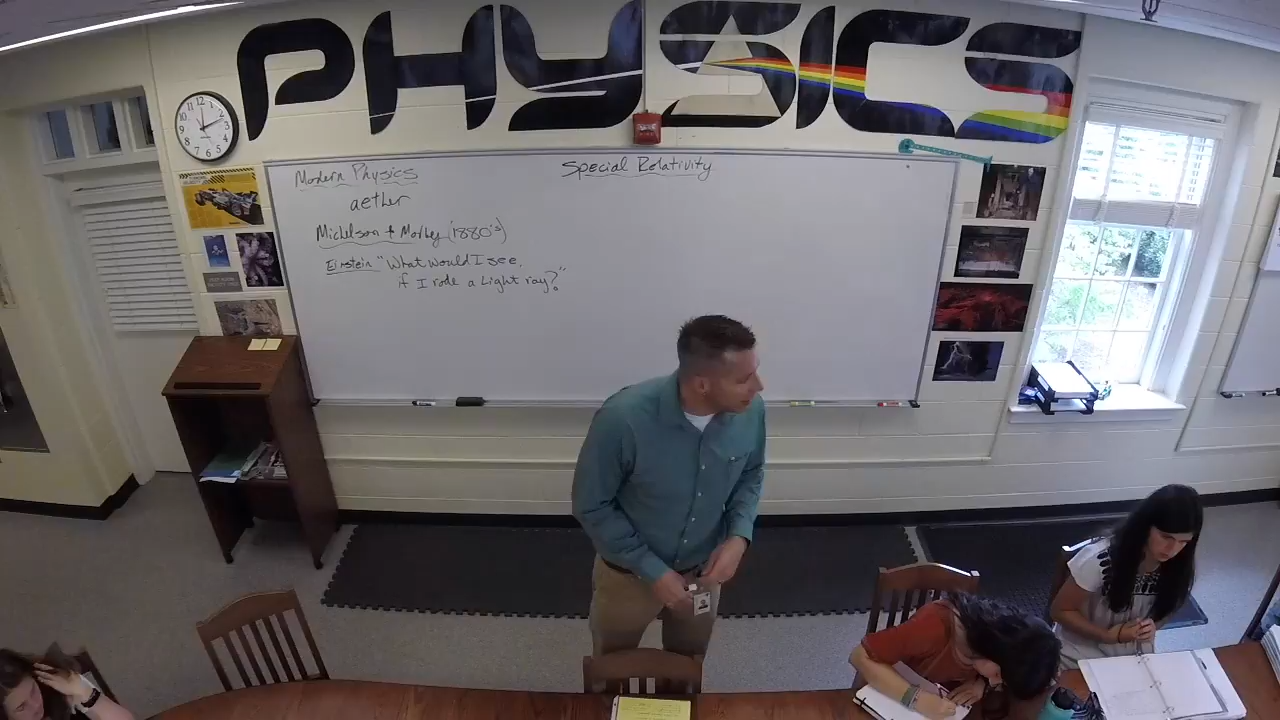 PHYSICS
Special Relativity
Modern Physics
aether
Michelson + Morley (1880's)
Einstein "What would I see,
if I rode a Light ray?"